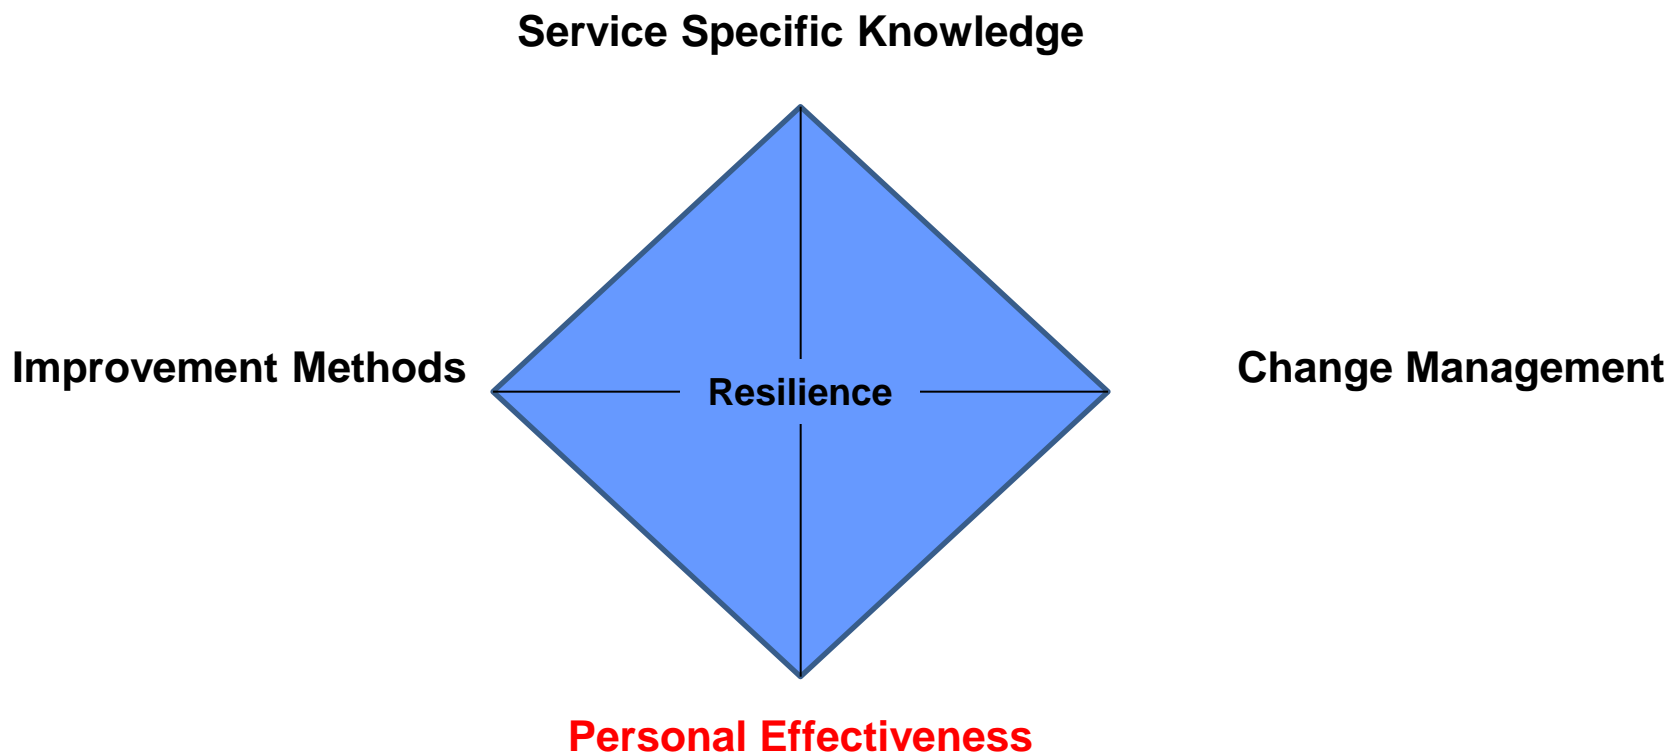 Service Specific Knowledge
Improvement Methods
Resilience
Change Management
Personal Effectiveness